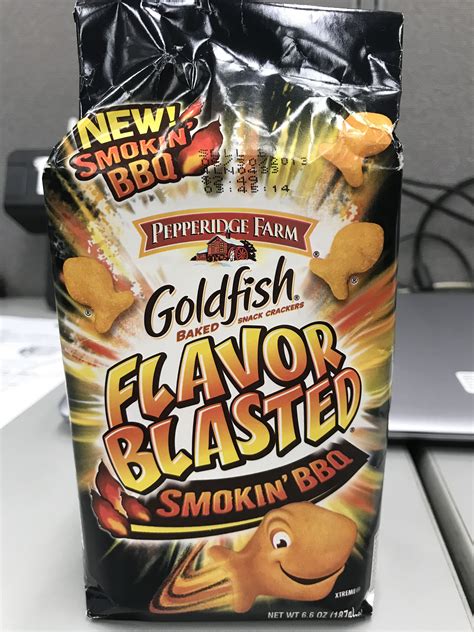 NEW!
SMOKIN'
BBQ
PEPPERIDGE FARM
Goldfish®
BAKED SNACK CRACKERS
FLAVOR
BLASTED®
SMOKIN' BBQ
NET WT 6.6 OZ